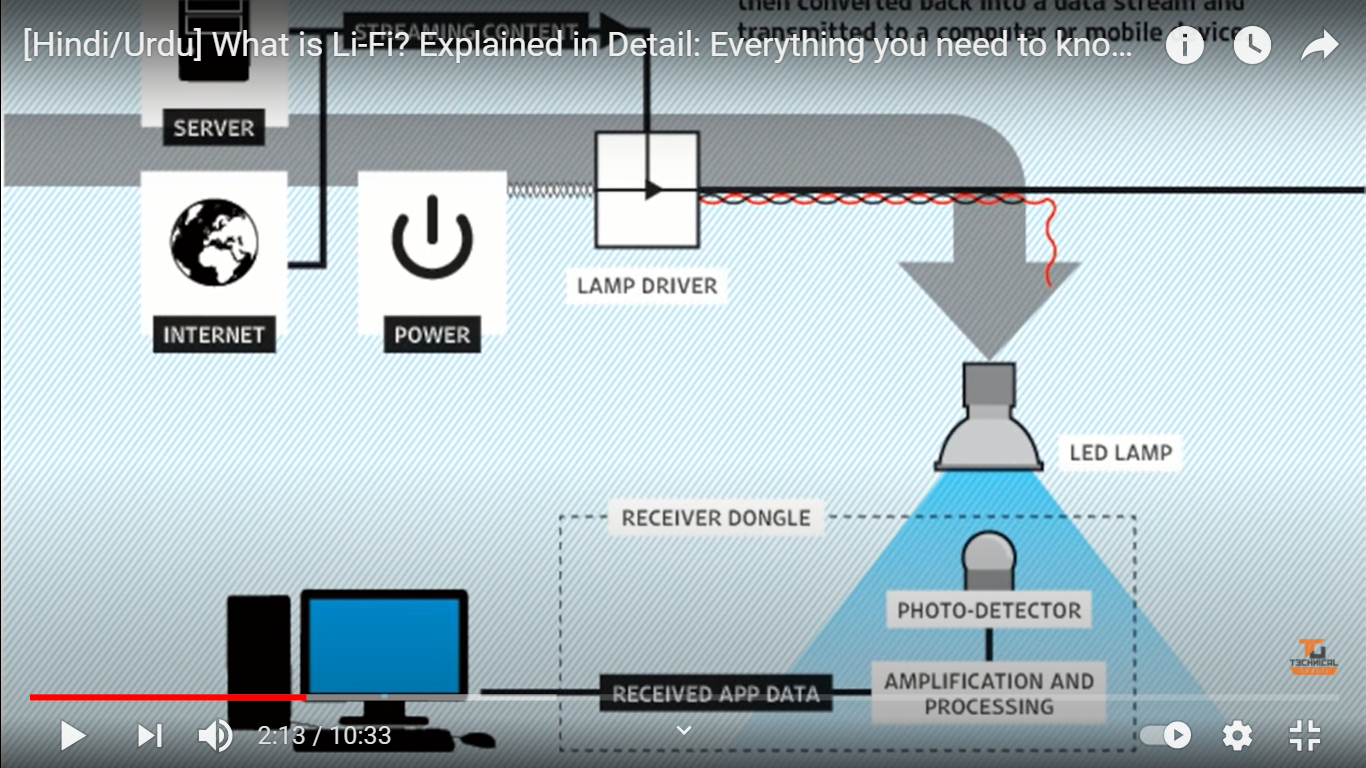 then converted back into a data stream and
transmitted to a computer or mobile device.
STREAMING CONTENT
[Hindi/Urdu] What is Li-Fi? Explained in Detail: Everything you need to kno...
SERVER
INTERNET
POWER
LAMP DRIVER
LED LAMP
RECEIVER DONGLE
PHOTO-DETECTOR
AMPLIFICATION AND
PROCESSING
RECEIVED APP DATA
TECHNICAL
2:13 / 10:33